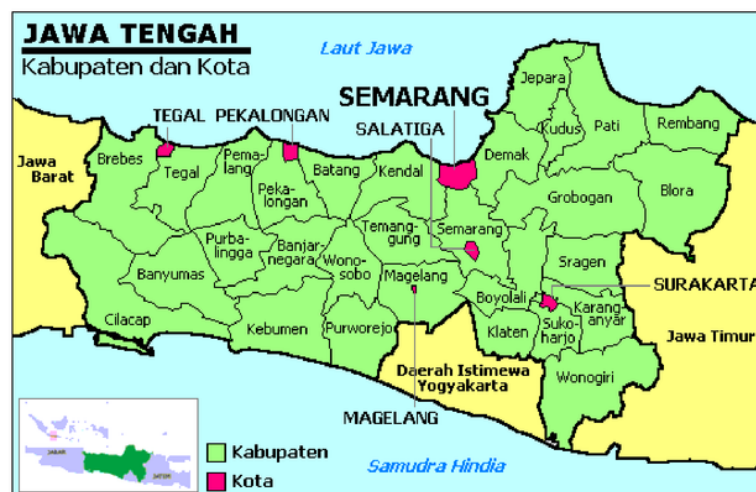 JAWA TENGAH
Kabupaten dan Kota
Laut Jawa
SEMARANG
TEGAL
PEKALONGAN
SALATIGA
Jepara
Kudus
Pati
Rembang
Demak
Jawa
Barat
Brebes
Tegal
Pema-
lang
Peka-
longan
Batang
Kendal
Grobogan
Blora
Temang-
gung
Semarang
Purba-
lingga
Banjar-
negara
Wono-
sobo
Banyumas
Magelang
Sragen
Boyolali
SURAKARTA
Karang-
anyar
Cilacap
Kebumen
Purworejo
Klaten
Suko-
harjo
Jawa Timur
Daerah Istimewa
Yogyakarta
Wonogiri
MAGELANG
Kabupaten
Kota
Samudra Hindia